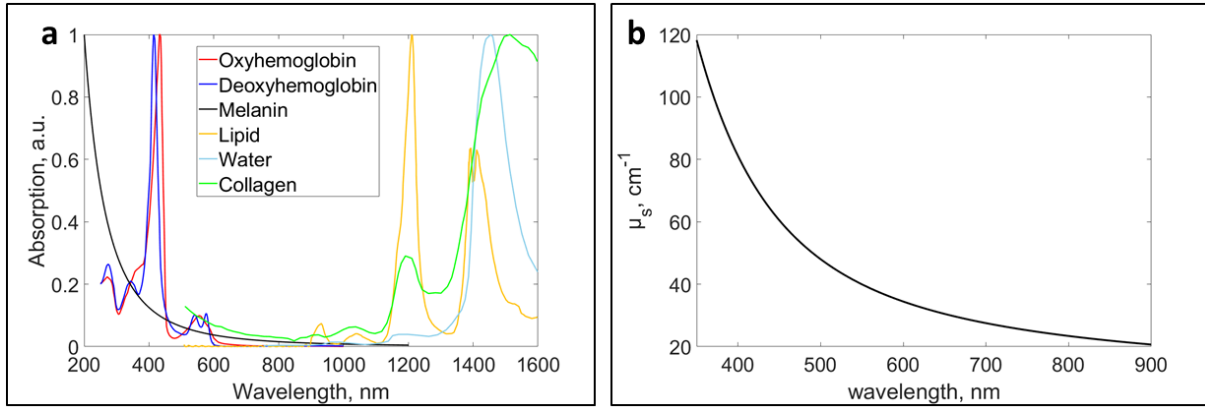 a
Absorption, a.u.
1
0.8
0.6
0.4
0.2
0
Oxyhemoglobin
Deoxyhemoglobin
Melanin
Lipid
Water
Collagen
200 400 600 800 1000 1200 1400 1600
Wavelength, nm
b
μs, cm-1
120
100
80
60
40
20
400 500 600 700 800 900
wavelength, nm